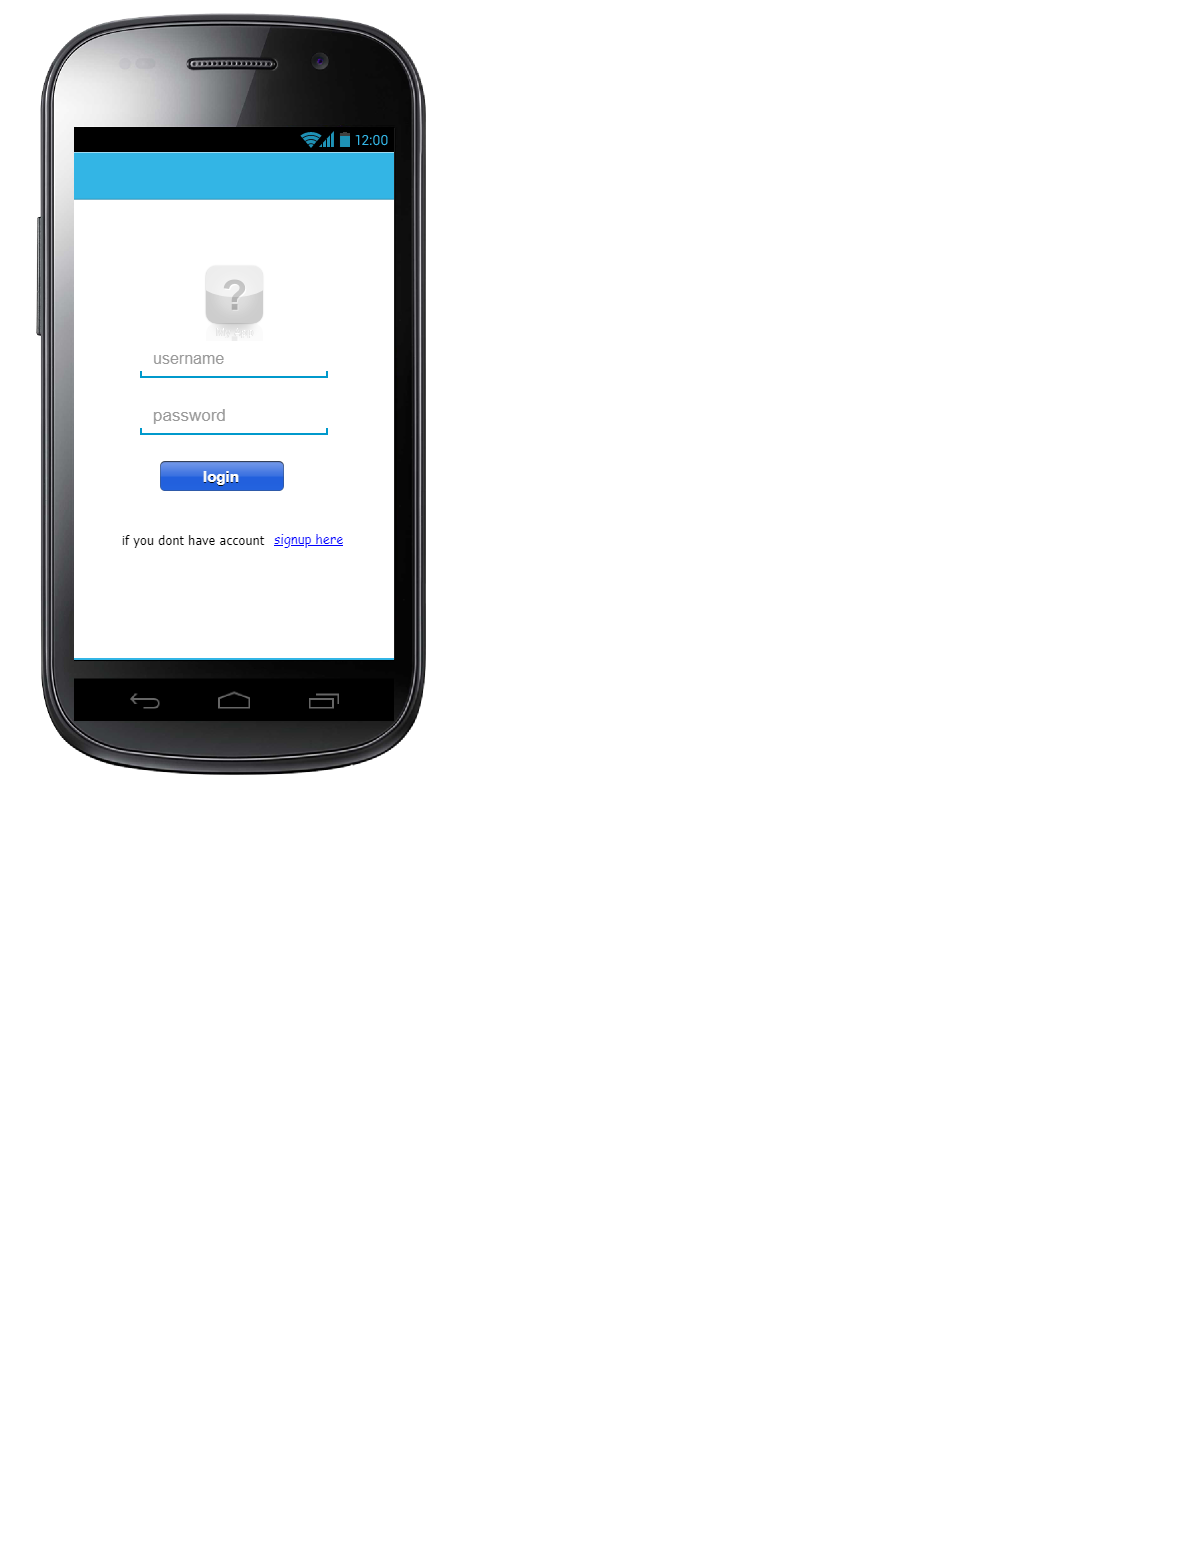 12:00
?
username
password
login
if you dont have account signup here